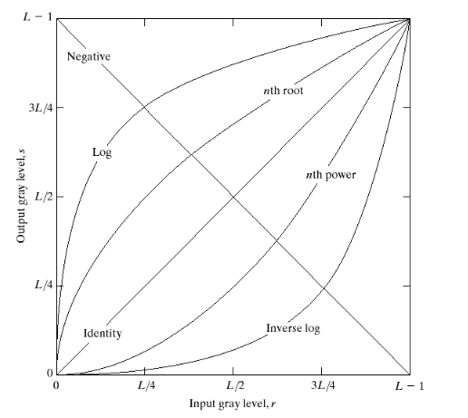 L − 1
Negative
nth root
3L/4
Log
nth power
L/2
Output gray level, s
L/4
Identity
Inverse log
0
0
L/4
L/2
3L/4
L − 1
Input gray level, r